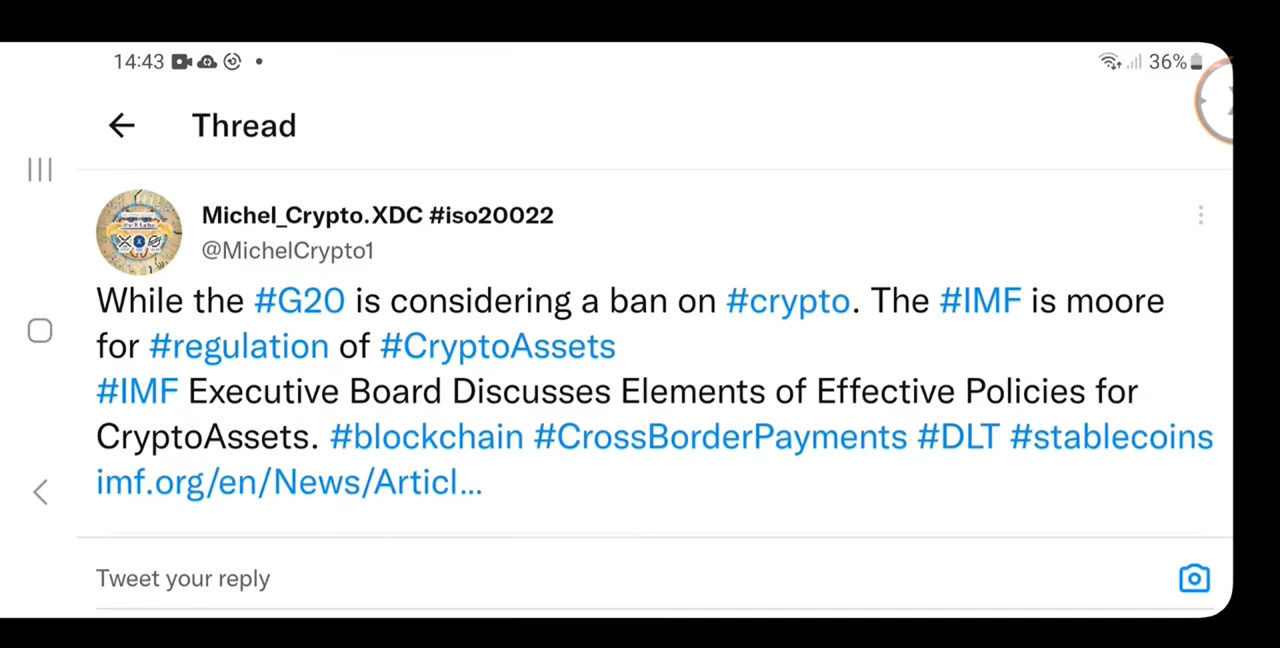 14:43
36%
Thread
Michel_Crypto.XDC #iso20022
@MichelCrypto1
While the #G20 is considering a ban on #crypto. The #IMF is moore
for #regulation of #CryptoAssets
#IMF Executive Board Discusses Elements of Effective Policies for
CryptoAssets. #blockchain #CrossBorderPayments #DLT #stablecoins
imf.org/en/News/Articl...
Tweet your reply